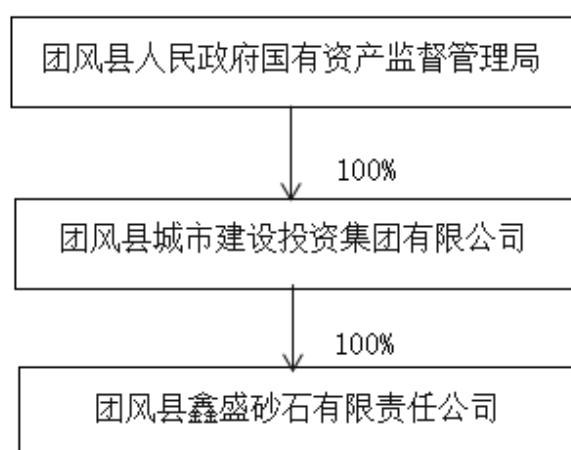 团风县人民政府国有资产监督管理局
100%
团风县城市建设投资集团有限公司
100%
团风县鑫盛砂石有限责任公司